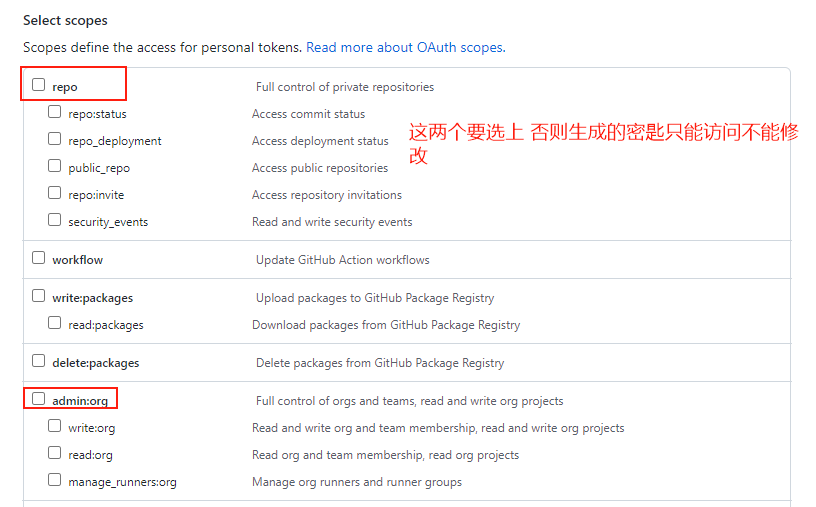 Select scopes
Scopes define the access for personal tokens. Read more about OAuth scopes.
repo Full control of private repositories
repo:status Access commit status
repo_deployment Access deployment status
public_repo Access public repositories
repo:invite Access repository invitations
security_events Read and write security events
这两个要选上 否则生成的密匙只能访问不能修
改
workflow Update GitHub Action workflows
write:packages Upload packages to GitHub Package Registry
read:packages Download packages from GitHub Package Registry
delete:packages Delete packages from GitHub Package Registry
admin:org Full control of orgs and teams, read and write org projects
write:org Read and write org and team membership, read and write org projects
read:org Read org and team membership, read org projects
manage_runners:org Manage org runners and runner groups